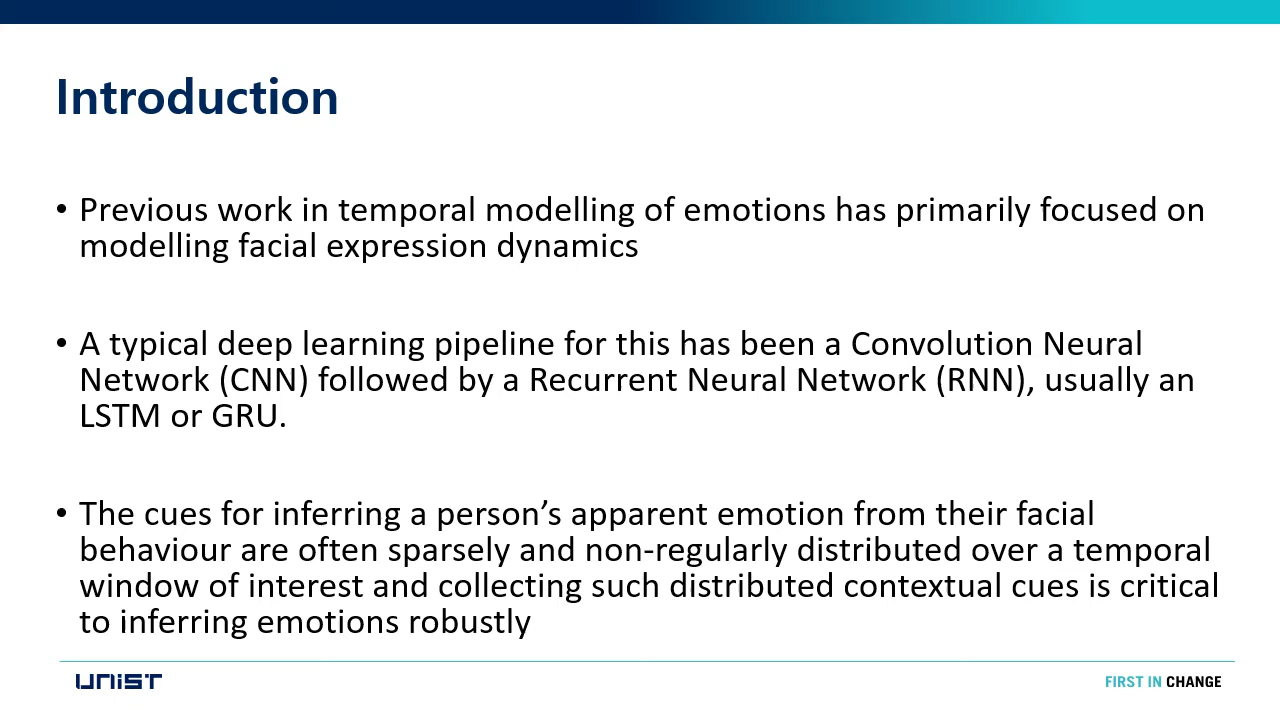 Introduction
• Previous work in temporal modelling of emotions has primarily focused on
modelling facial expression dynamics
• A typical deep learning pipeline for this has been a Convolution Neural
Network (CNN) followed by a Recurrent Neural Network (RNN), usually an
LSTM or GRU.
• The cues for inferring a person’s apparent emotion from their facial
behaviour are often sparsely and non-regularly distributed over a temporal
window of interest and collecting such distributed contextual cues is critical
to inferring emotions robustly
UNIST
FIRST IN CHANGE